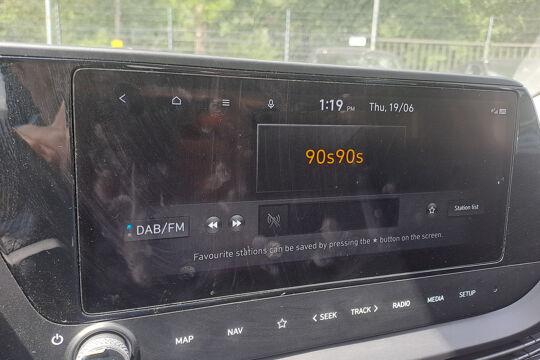 1:19 PM Thu, 19/06
90s90s
DAB/FM
Station list
Favourite stations can be saved by pressing the ★ button on the screen.
MAP NAV ☆ < SEEK TRACK > RADIO MEDIA SETUP